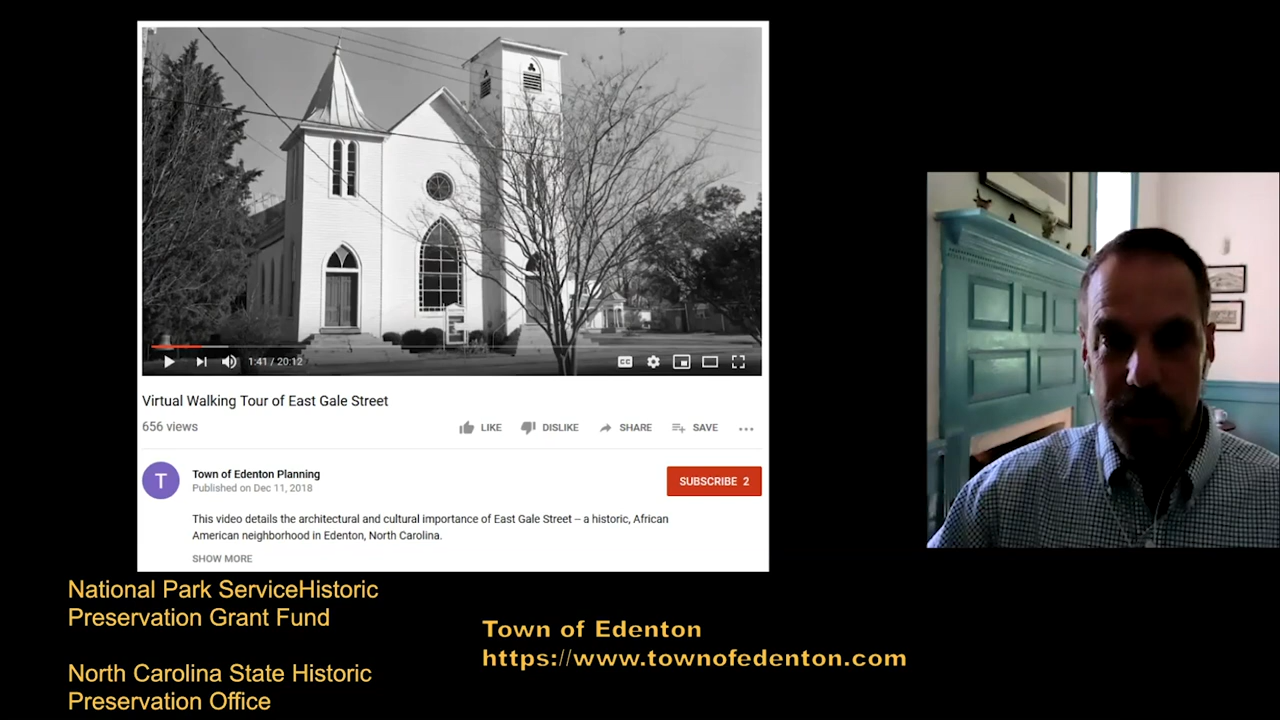 1:41 / 20:12
CC
Virtual Walking Tour of East Gale Street
656 views
LIKE DISLIKE SHARE SAVE
T
Town of Edenton Planning
Published on Dec 11, 2018
SUBSCRIBE 2
This video details the architectural and cultural importance of East Gale Street – a historic, African
American neighborhood in Edenton, North Carolina.
SHOW MORE
National Park ServiceHistoric
Preservation Grant Fund
North Carolina State Historic
Preservation Office
Town of Edenton
https://www.townofedenton.com